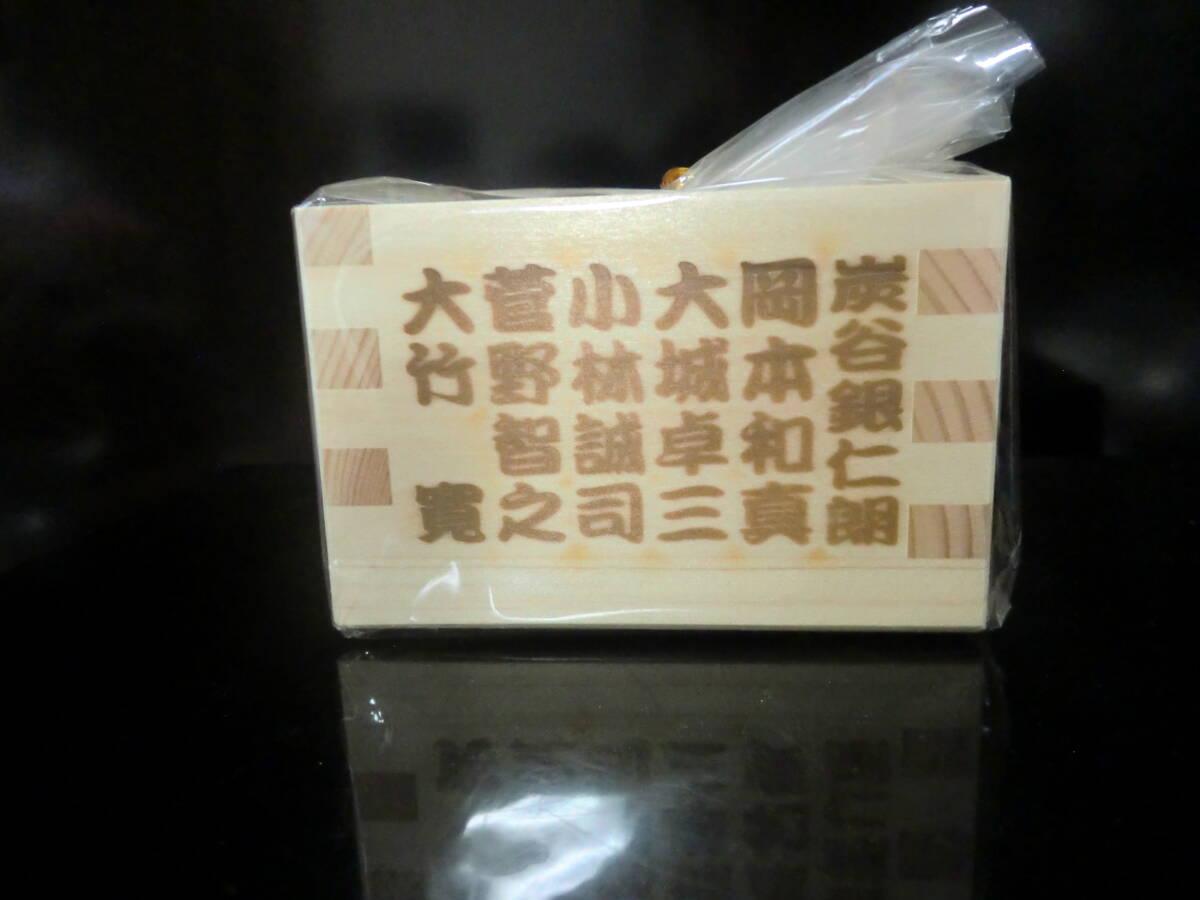 炭谷銀仁朗
岡本和真
大城卓三
小林誠司
菅野智之
大竹寛